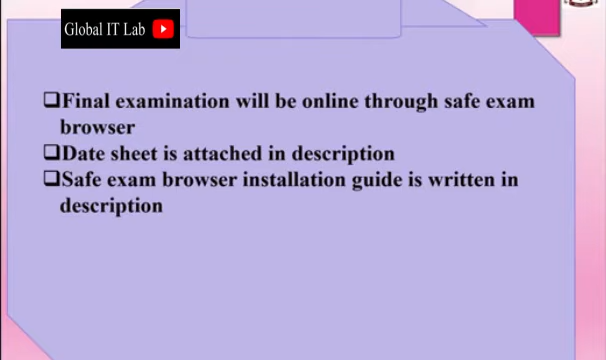 Global IT Lab
❑Final examination will be online through safe exam
browser
❑Date sheet is attached in description
❑Safe exam browser installation guide is written in
description